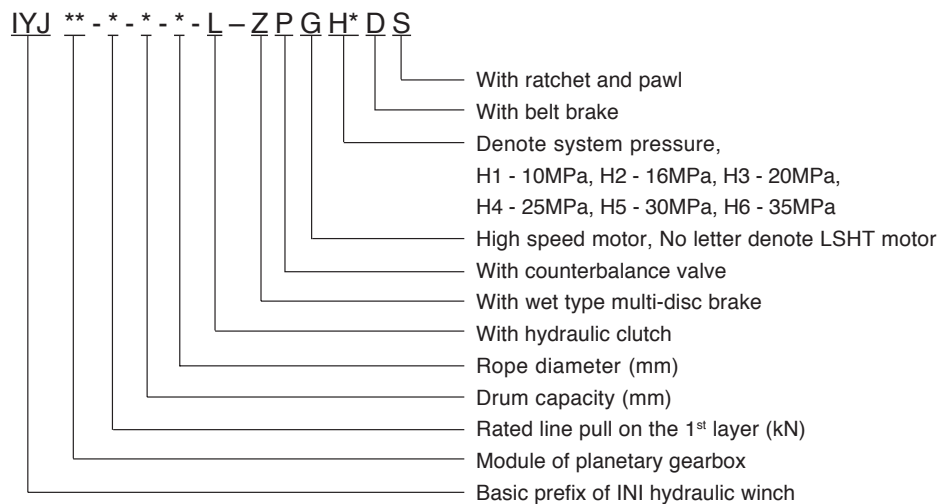 IYJ ** - * - * - * - L – Z P G H* D S
With ratchet and pawl
With belt brake
Denote system pressure,
H1 - 10MPa, H2 - 16MPa, H3 - 20MPa,
H4 - 25MPa, H5 - 30MPa, H6 - 35MPa
High speed motor, No letter denote LSHT motor
With counterbalance valve
With wet type multi-disc brake
With hydraulic clutch
Rope diameter (mm)
Drum capacity (mm)
Rated line pull on the 1st layer (kN)
Module of planetary gearbox
Basic prefix of INI hydraulic winch